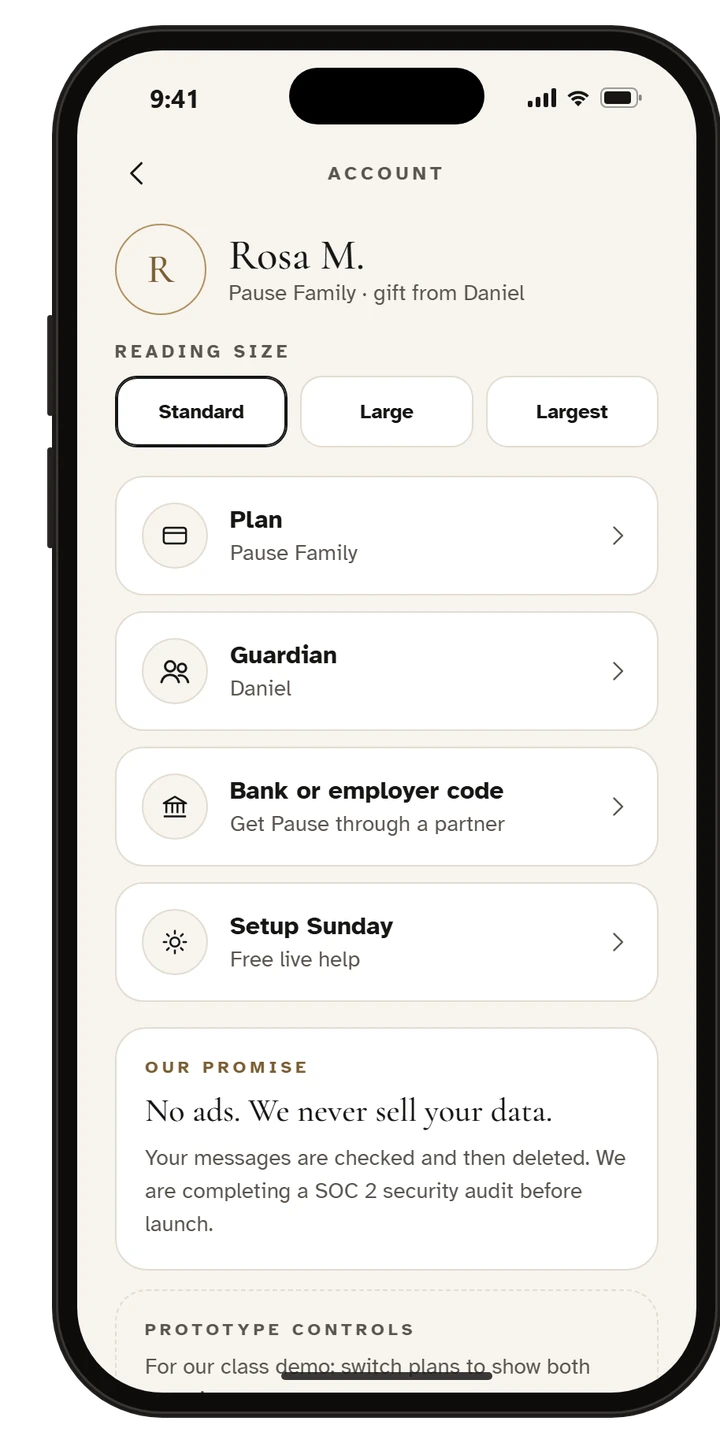 9:41
ACCOUNT
R
Rosa M.
Pause Family · gift from Daniel
READING SIZE
Standard
Large
Largest
Plan
Pause Family
Guardian
Daniel
Bank or employer code
Get Pause through a partner
Setup Sunday
Free live help
OUR PROMISE
No ads. We never sell your data.
Your messages are checked and then deleted. We
are completing a SOC 2 security audit before
launch.
PROTOTYPE CONTROLS
For our class demo: switch plans to show both